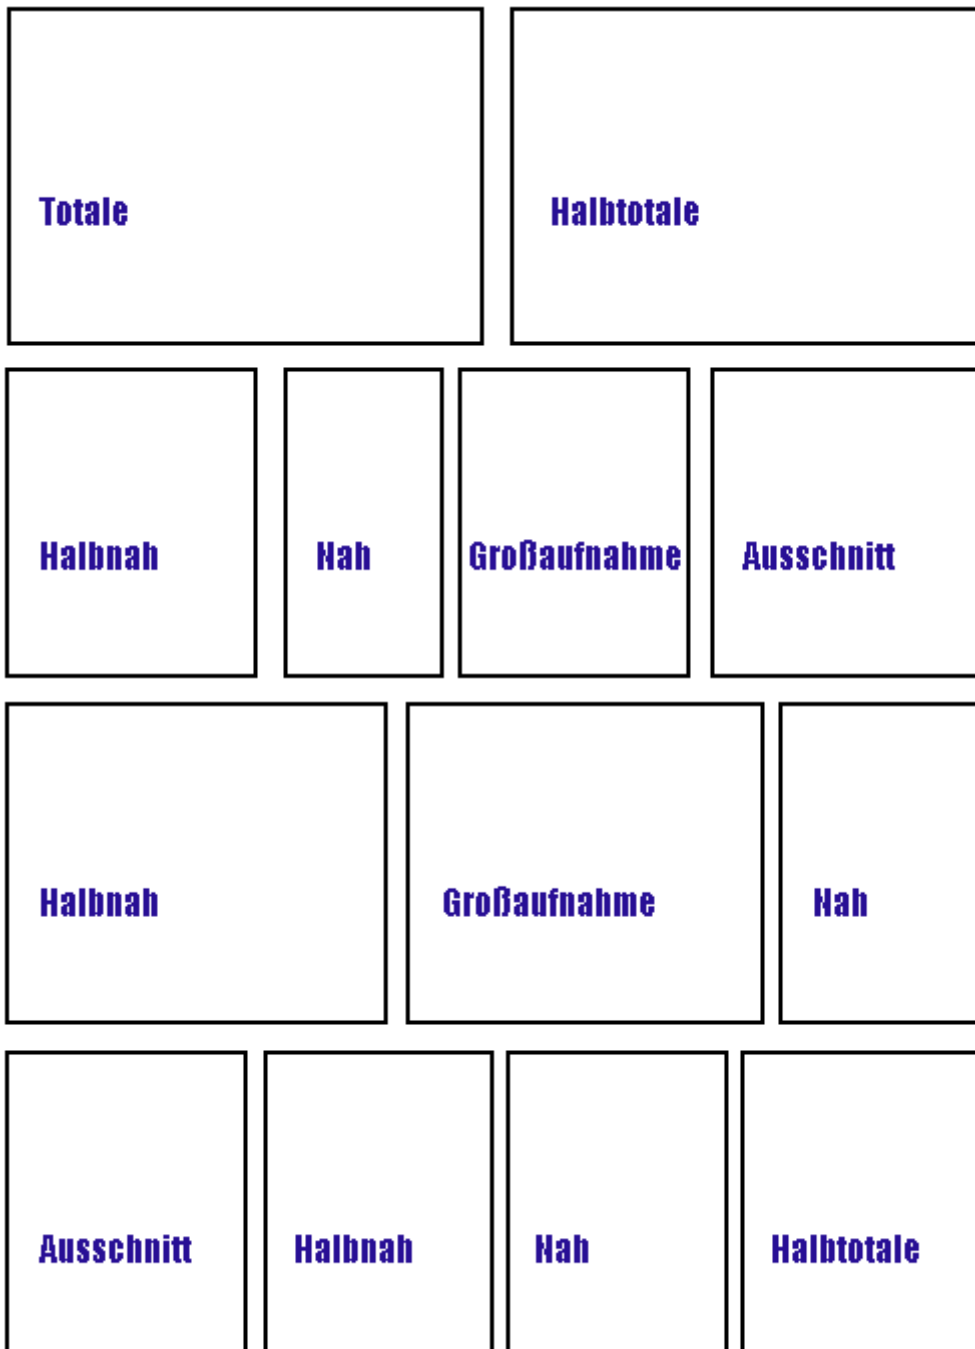 Totale
Halbtotale
Halbnah
Nah
Großaufnahme
Ausschnitt
Halbnah
Großaufnahme
Nah
Ausschnitt
Halbnah
Nah
Halbtotale